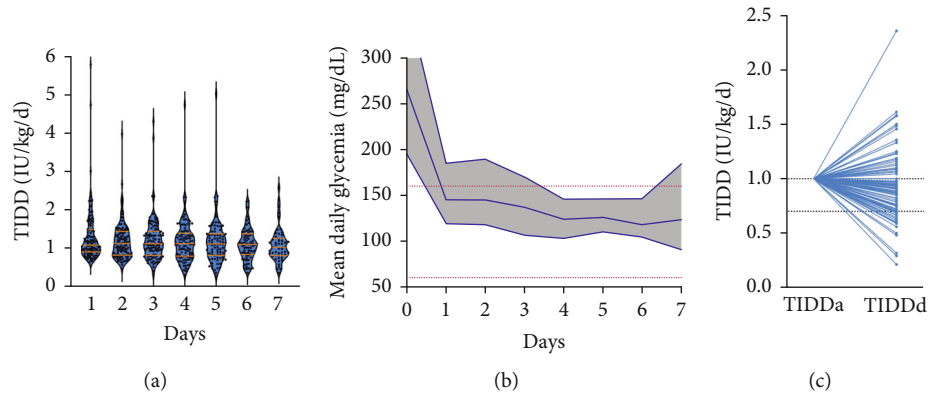 TIDD (IU/kg/d)
6
5
4
3
2
1
0
1 2 3 4 5 6 7
Days
(a)
Mean daily glycemia (mg/dL)
300
250
200
150
100
50
0 1 2 3 4 5 6 7
Days
(b)
TIDD (IU/kg/d)
2.5
2.0
1.5
1.0
0.5
0
TIDDa TIDDd
(c)